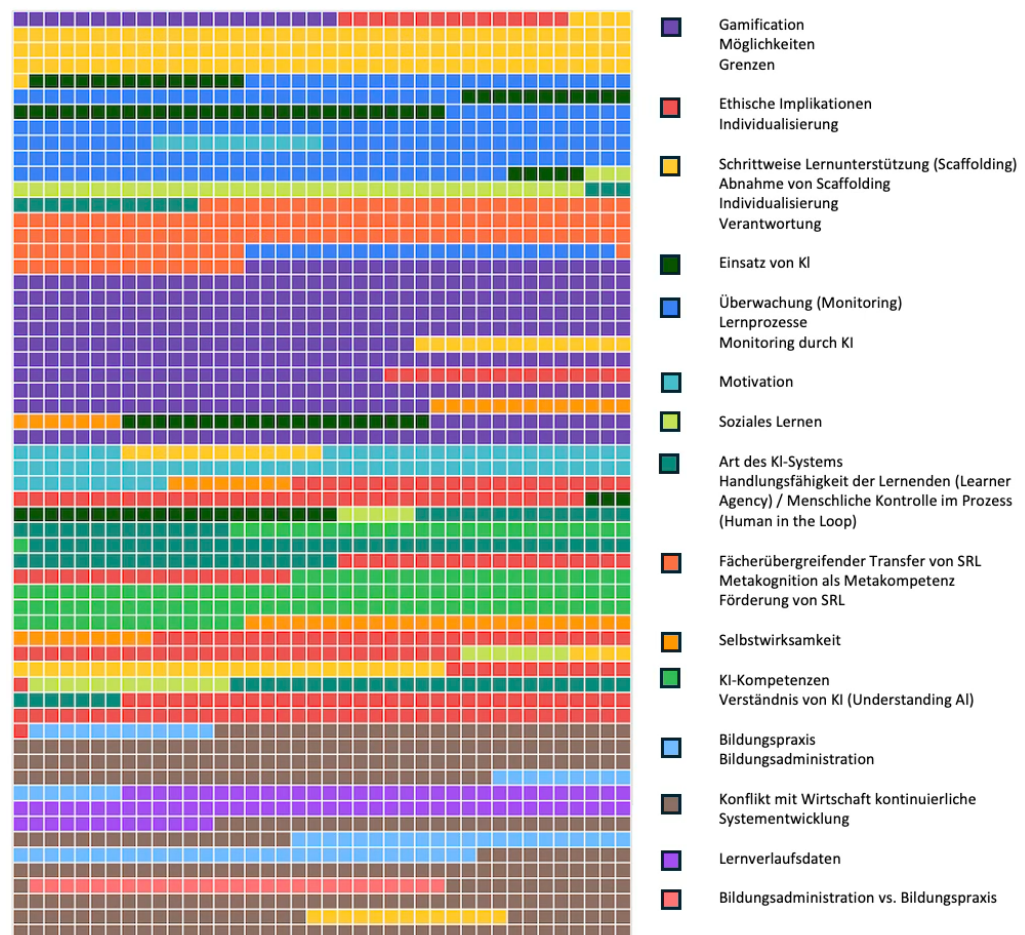 Gamification
Möglichkeiten
Grenzen
Ethische Implikationen
Individualisierung
Schrittweise Lernunterstützung (Scaffolding)
Abnahme von Scaffolding
Individualisierung
Verantwortung
Einsatz von KI
Überwachung (Monitoring)
Lernprozesse
Monitoring durch KI
Motivation
Soziales Lernen
Art des KI-Systems
Handlungsfähigkeit der Lernenden (Learner
Agency) / Menschliche Kontrolle im Prozess
(Human in the Loop)
Fächerübergreifender Transfer von SRL
Metakognition als Metakompetenz
Förderung von SRL
Selbstwirksamkeit
KI-Kompetenzen
Verständnis von KI (Understanding AI)
Bildungspraxis
Bildungsadministration
Konflikt mit Wirtschaft kontinuierliche
Systementwicklung
Lernverlaufsdaten
Bildungsadministration vs. Bildungspraxis